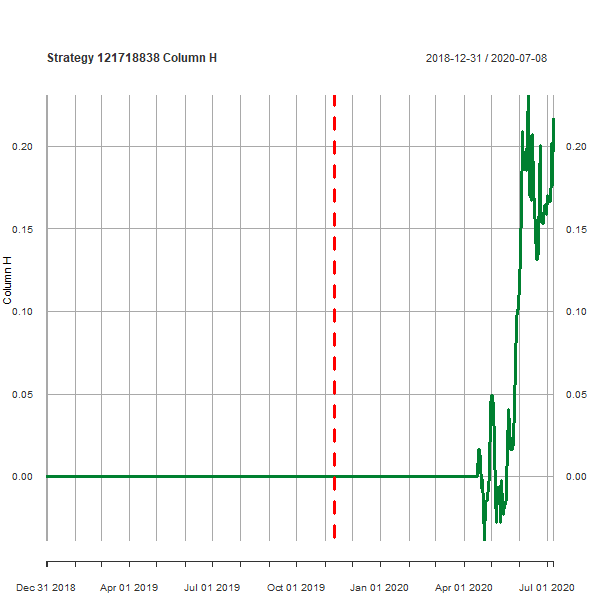 Strategy 121718838 Column H
2018-12-31 / 2020-07-08
0.20 0.20
0.15 0.15
Column H
0.10 0.10
0.05 0.05
0.00 0.00
Dec 31 2018 Apr 01 2019 Jul 01 2019 Oct 01 2019 Jan 01 2020 Apr 01 2020 Jul 01 2020